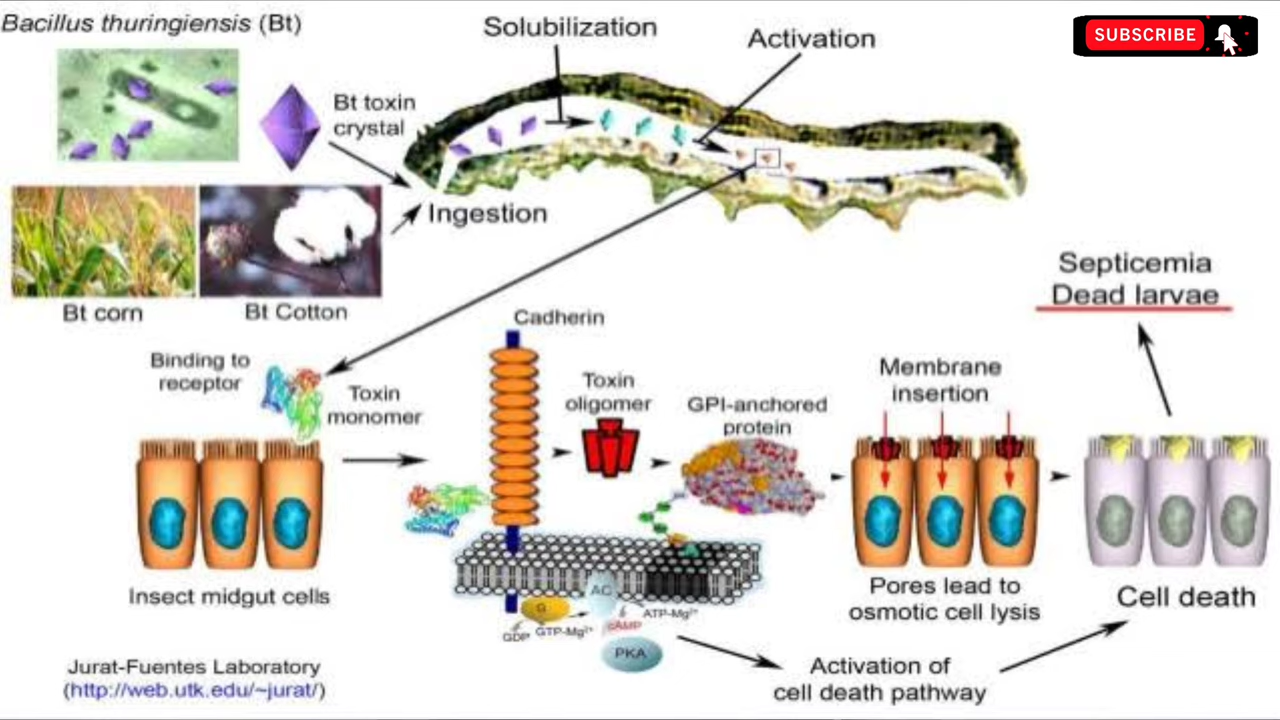 Bacillus thuringiensis (Bt)
Solubilization
Activation
SUBSCRIBE
Bt toxin
crystal
Ingestion
Bt corn
Bt Cotton
Septicemia
Dead larvae
Binding to
receptor
Toxin
monomer
Cadherin
Toxin
oligomer
GPI-anchored
protein
Membrane
insertion
Insect midgut cells
G
AC
GDP
GTP-Mg²⁺
cAMP
ATP-Mg²⁺
PKA
Pores lead to
osmotic cell lysis
Cell death
Activation of
cell death pathway
Jurat-Fuentes Laboratory
(http://web.utk.edu/~jurat/)